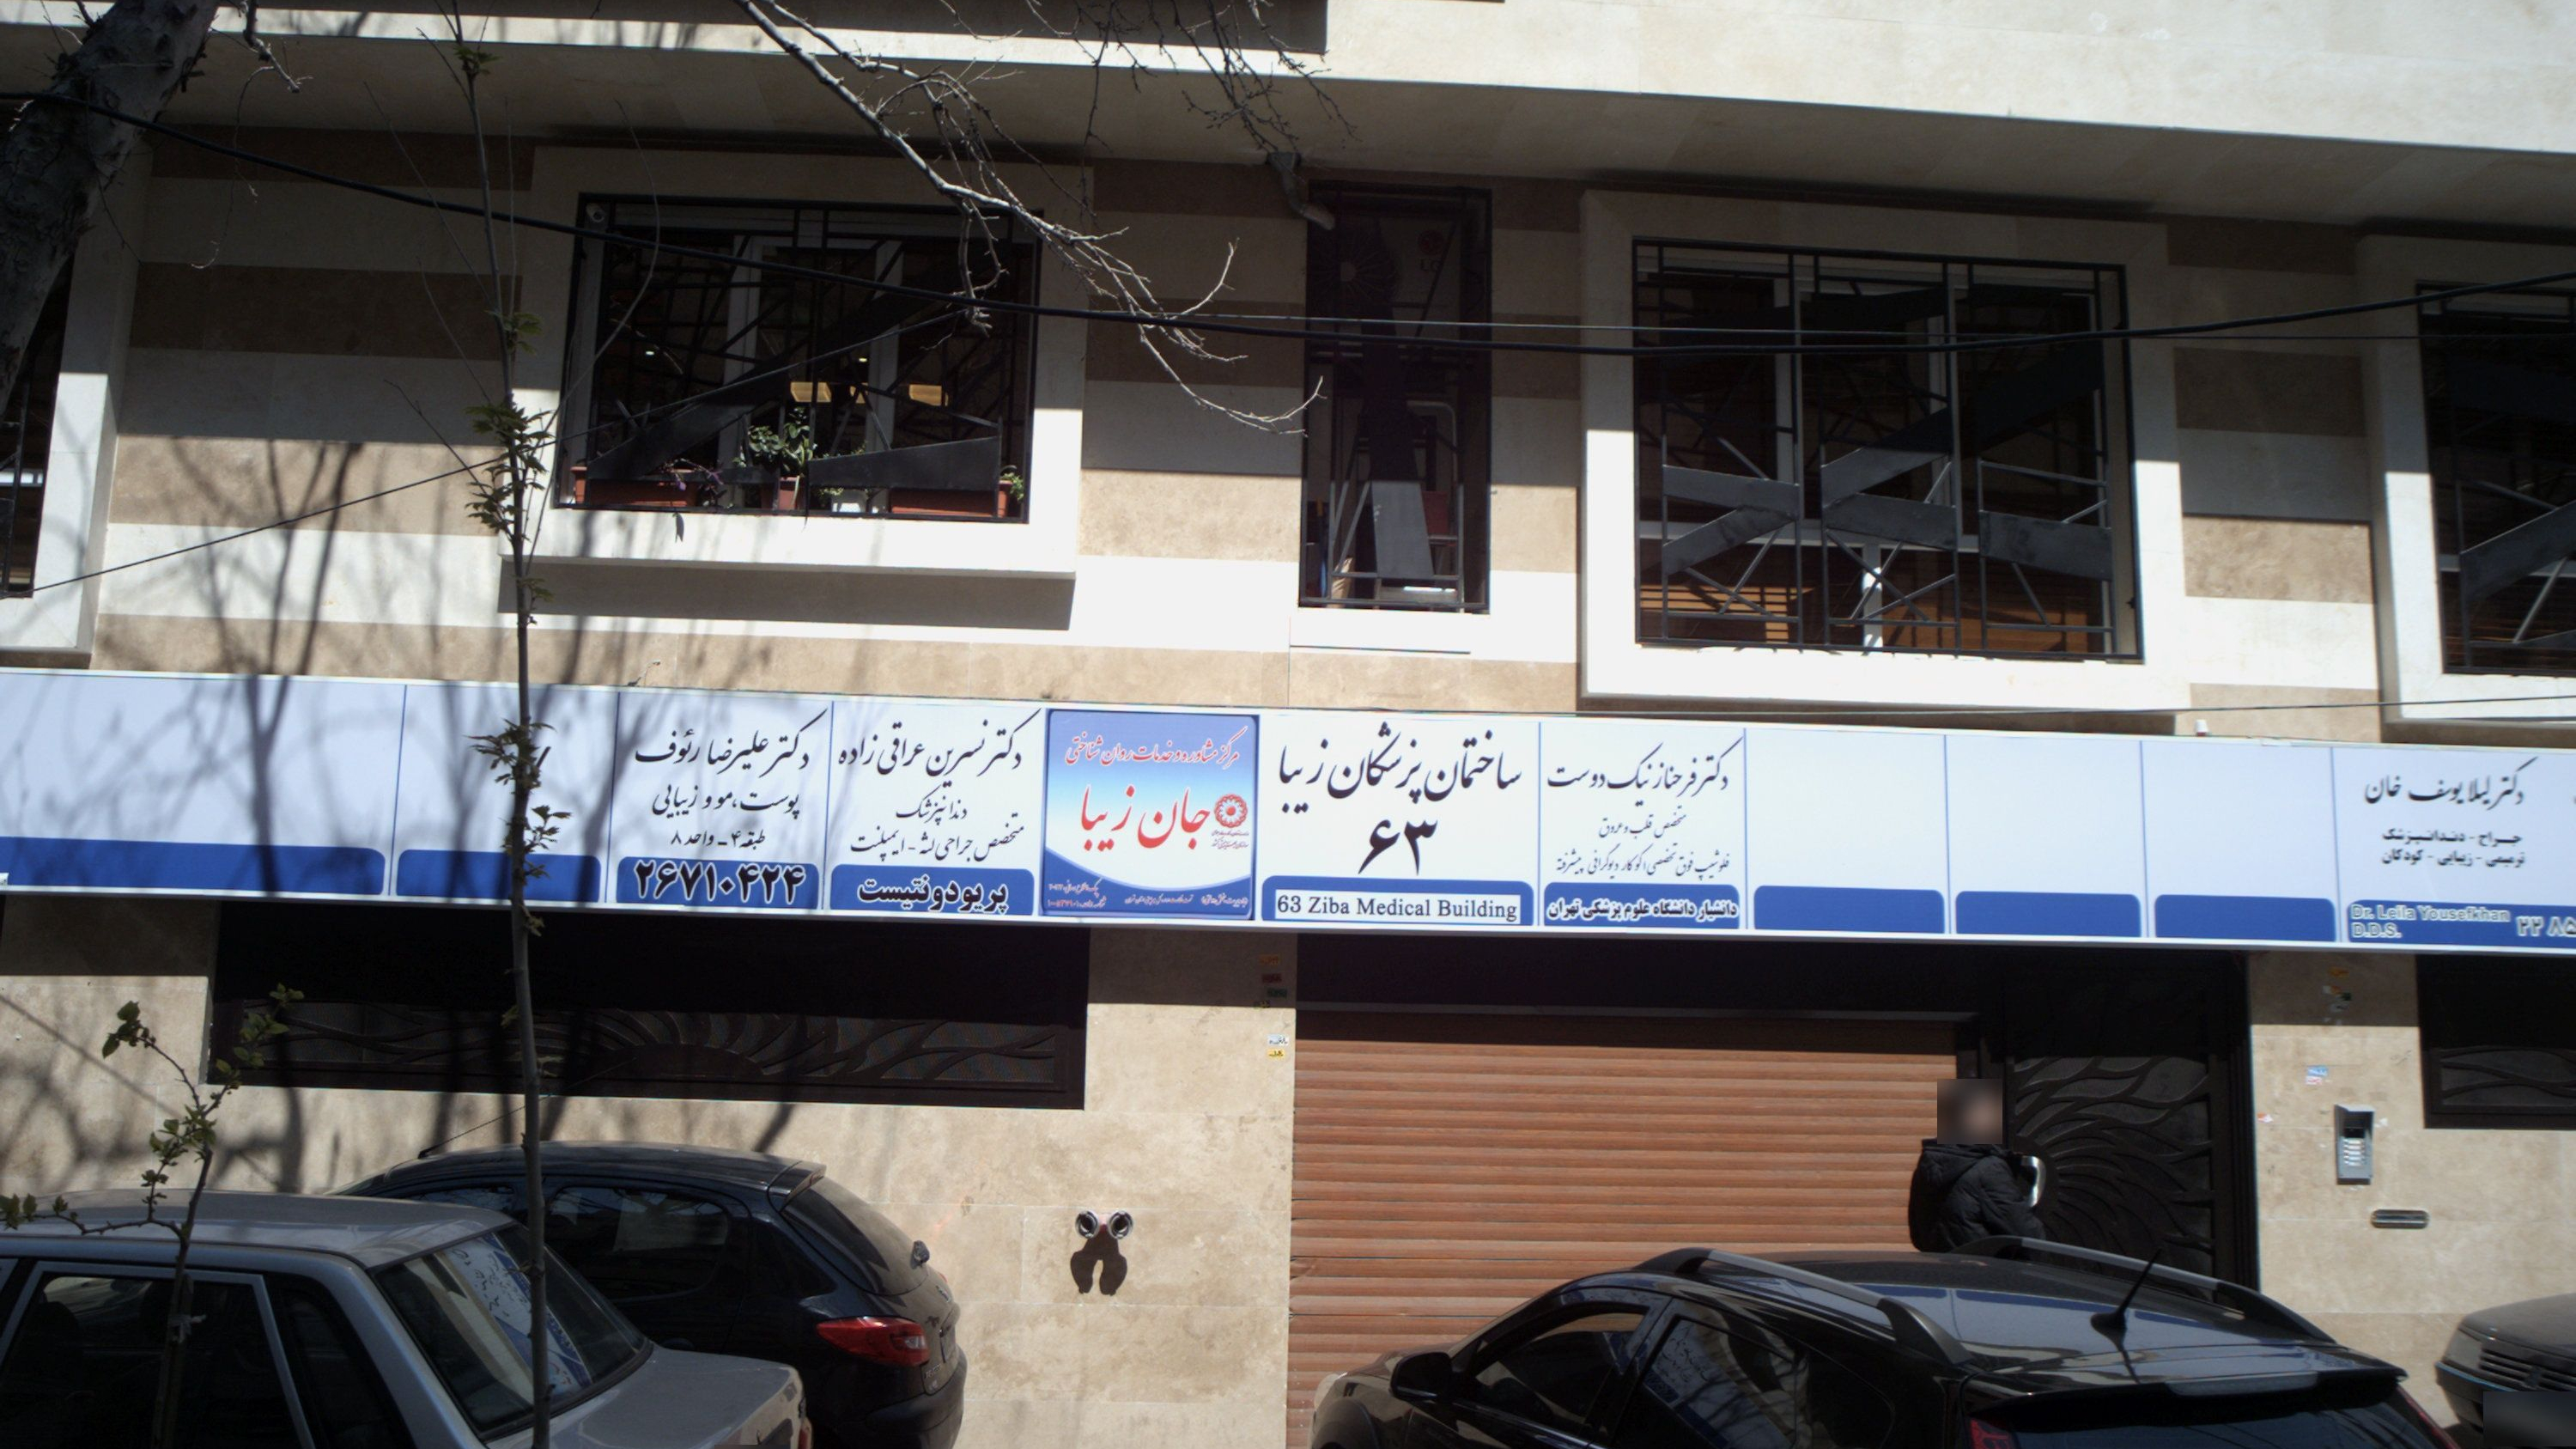 دکتر لیلا یوسف خان
جراح - دندانپزشک
ترمیمی - زیبایی - کودکان
Dr. Leila Yousefkhan
D.D.S.
۲۲ ۸۵
دکتر فرحناز نیک دوست
متخصص قلب و عروق
فلوشیپ فوق تخصصی اکوکاردیوگرافی پیشرفته
دانشیار دانشگاه علوم پزشکی تهران
ساختمان پزشکان زیبا
۶۳
63 Ziba Medical Building
مرکز مشاوره و خدمات روان شناختی
جان زیبا
دکتر نسرین عراقی زاده
دندانپزشک
متخصص جراحی لثه - ایمپلنت
پریودونتیست
دکتر علیرضا رئوف
پوست، مو و زیبایی
طبقه ۴ - واحد ۸
۲۶۷۱۰۴۲۴